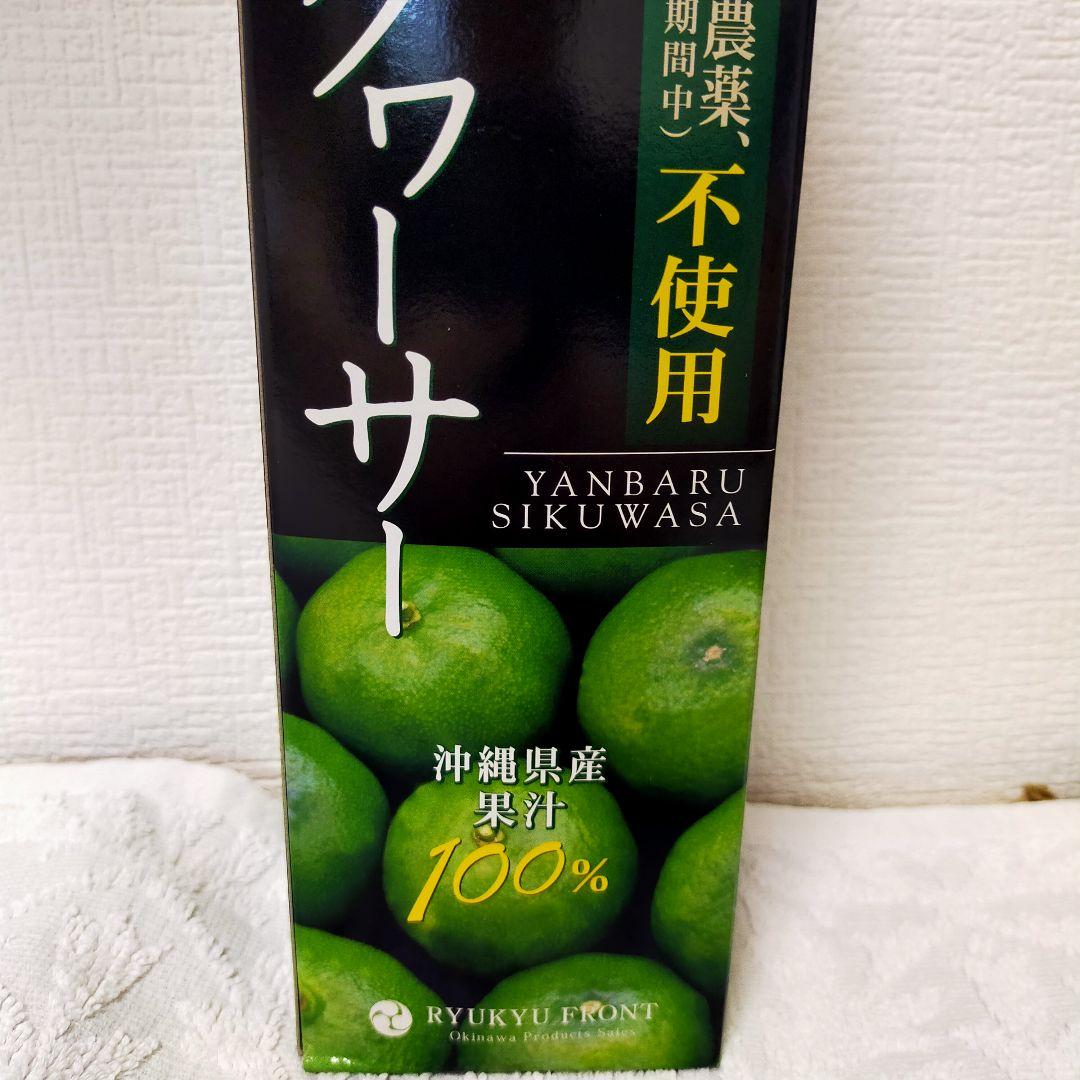 農薬、
期間中)
不使用
クワーサー
YANBARU
SIKUWASA
沖縄県産
果汁
100%
RYUKYU FRONT
Okinawa Products Sales